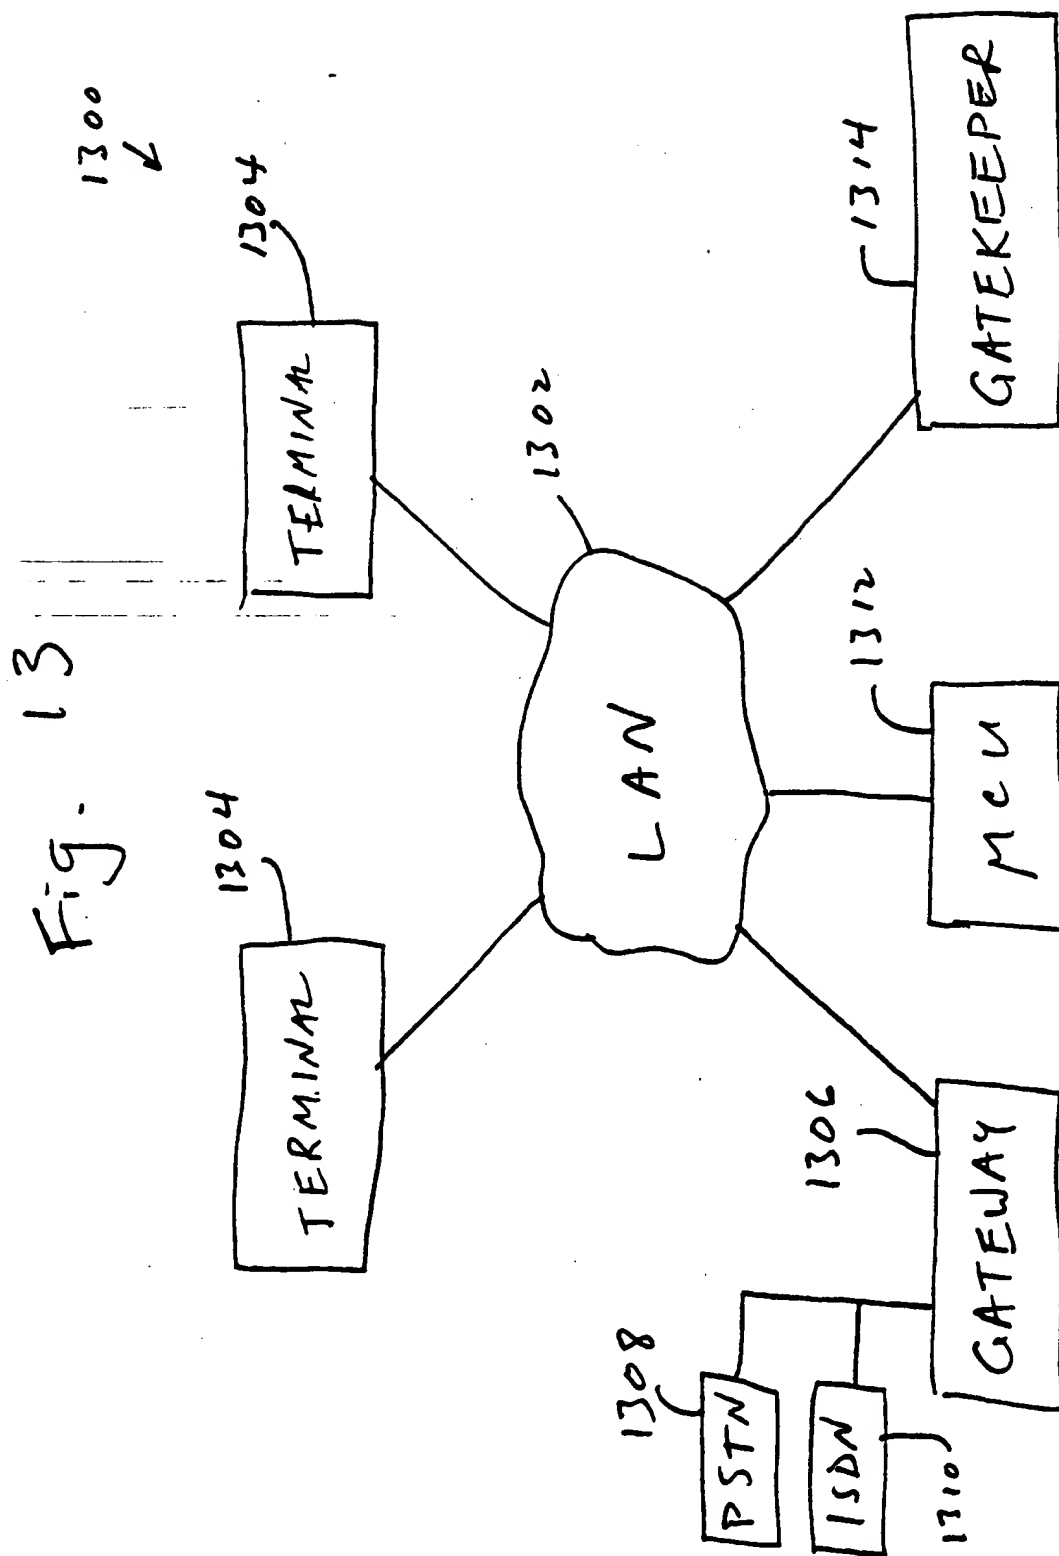 Fig. 13
1300
1304
TERMINAL
1304
TERMINAL
1302
LAN
1308
PSTN
ISDN
1310
1306
GATEWAY
1312
MCU
1314
GATEKEEPER